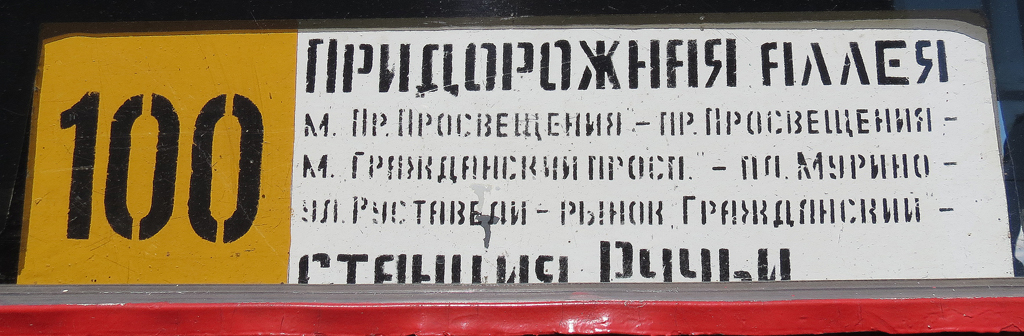 100
ПРИДОРОЖНАЯ АЛЛЕЯ
М. "ПР. ПРОСВЕЩЕНИЯ" – ПР. ПРОСВЕЩЕНИЯ –
М. "ГРАЖДАНСКИЙ ПРОСП." – ПЛ. МУРИНО –
УЛ. РУСТАВЕЛИ – РЫНОК "ГРАЖДАНСКИЙ" –
СТАНЦИЯ РУЧЬИ